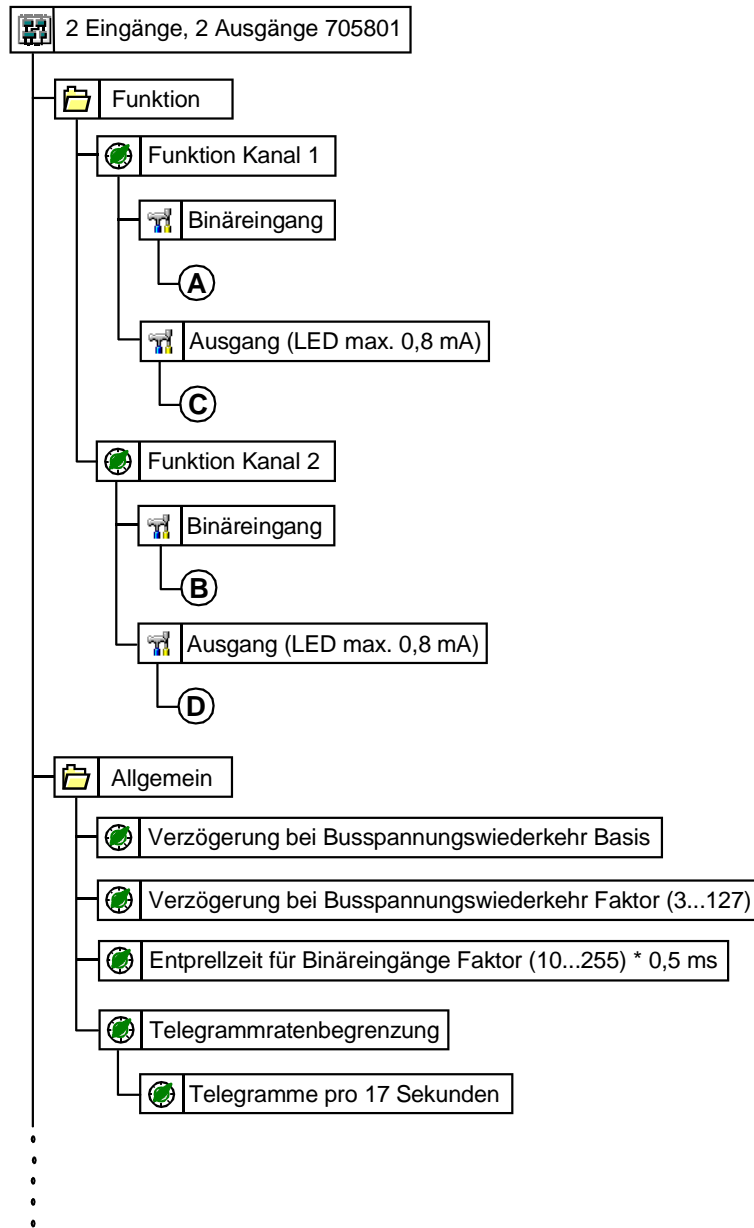 2 Eingänge, 2 Ausgänge 705801
Funktion
Funktion Kanal 1
Binäreingang
A
Ausgang (LED max. 0,8 mA)
C
Funktion Kanal 2
Binäreingang
B
Ausgang (LED max. 0,8 mA)
D
Allgemein
Verzögerung bei Busspannungswiederkehr Basis
Verzögerung bei Busspannungswiederkehr Faktor (3...127)
Entprellzeit für Binäreingänge Faktor (10...255) * 0,5 ms
Telegrammratenbegrenzung
Telegramme pro 17 Sekunden